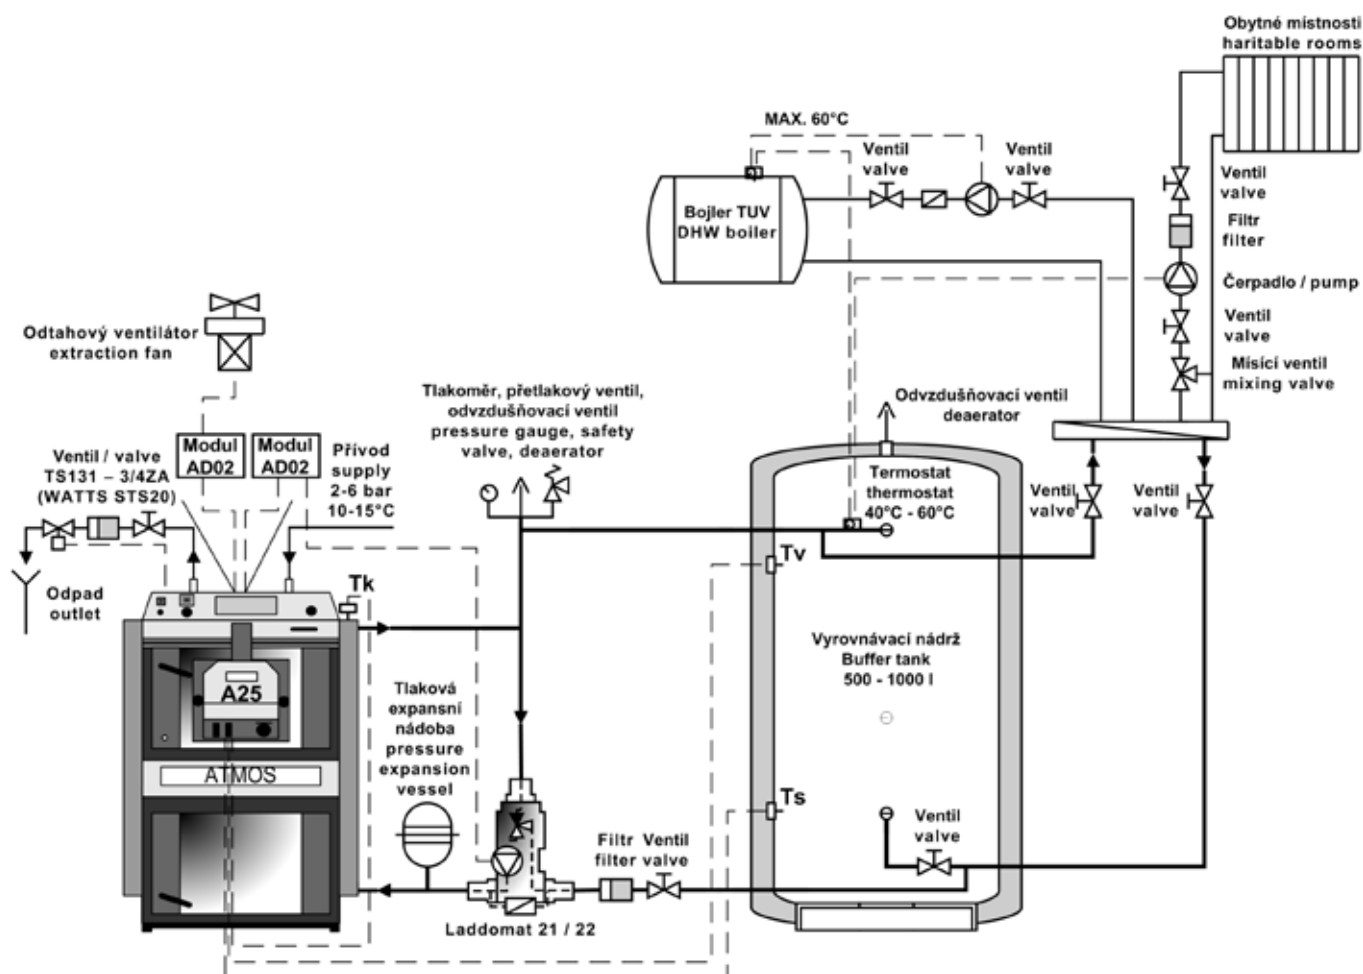 Obytné místnosti
haritable rooms
MAX. 60°C
Ventil
valve
Ventil
valve
Bojler TUV
DHW boiler
Ventil
valve
Filtr
filter
Čerpadlo / pump
Ventil
valve
Mísící ventil
mixing valve
Odtahový ventilátor
extraction fan
Tlakoměr, přetlakový ventil,
odvzdušňovací ventil
pressure gauge, safety
valve, deaerator
Odvzdušňovací ventil
deaerator
Ventil / valve
TS131 – 3/4ZA
(WATTS STS20)
Modul
AD02
Modul
AD02
Přívod
supply
2-6 bar
10-15°C
Termostat
thermostat
40°C - 60°C
Ventil
valve
Ventil
valve
Odpad
outlet
Tk
Tv
Vyrovnávací nádrž
Buffer tank
500 - 1000 l
A25
ATMOS
Tlaková
expansní
nádoba
pressure
expansion
vessel
Ts
Ventil
valve
Filtr Ventil
filter valve
Laddomat 21 / 22